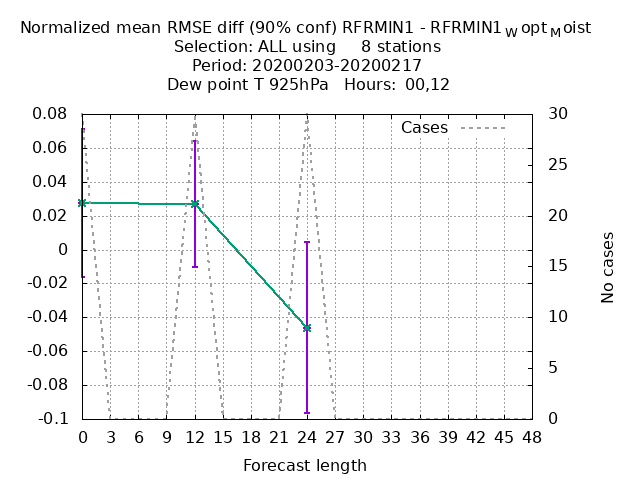 Normalized mean RMSE diff (90% conf) RFRMIN1 - RFRMIN1WoptMoist
Selection: ALL using 8 stations
Period: 20200203-20200217
Dew point T 925hPa Hours: 00,12
Cases
0.08
0.06
0.04
0.02
0
-0.02
-0.04
-0.06
-0.08
-0.1
30
25
20
15
10
5
0
No cases
0 3 6 9 12 15 18 21 24 27 30 33 36 39 42 45 48
Forecast length